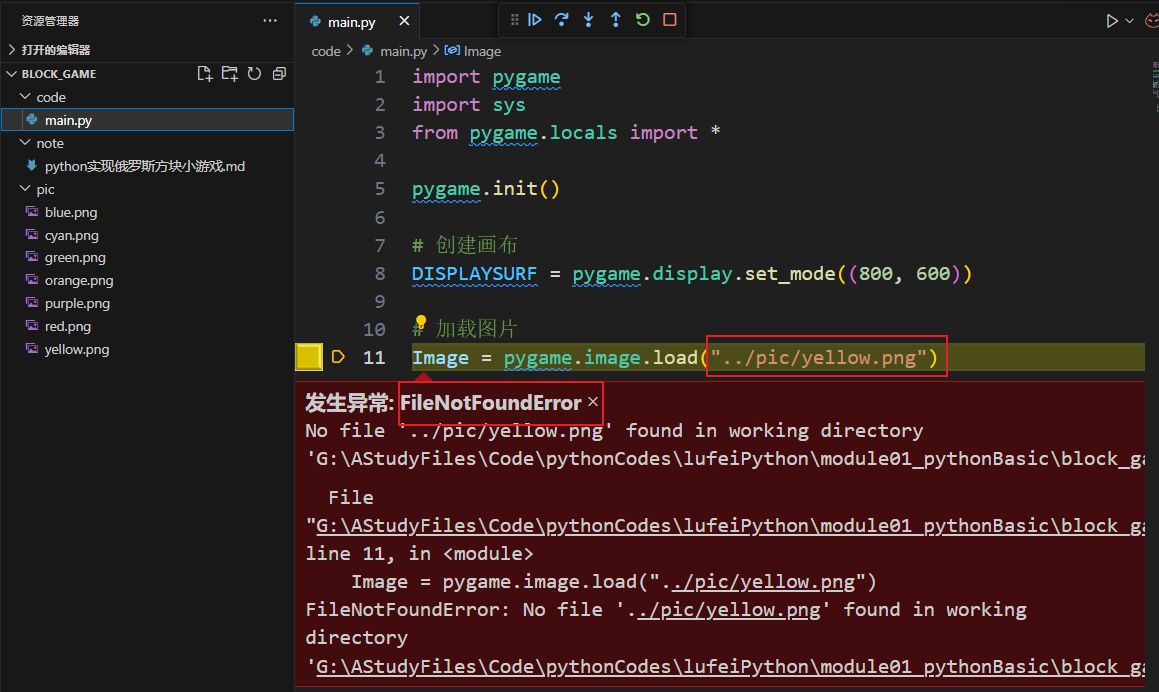 资源管理器
打开的编辑器
BLOCK_GAME
code
main.py
note
python实现俄罗斯方块小游戏.md
pic
blue.png
cyan.png
green.png
orange.png
purple.png
red.png
yellow.png
main.py
code > main.py > Image
1 import pygame
2 import sys
3 from pygame.locals import *
4
5 pygame.init()
6
7 # 创建画布
8 DISPLAYSURF = pygame.display.set_mode((800, 600))
9
10 # 加载图片
11 Image = pygame.image.load("../pic/yellow.png")
发生异常: FileNotFoundError ×
No file '../pic/yellow.png' found in working directory
'G:\AStudyFiles\Code\pythonCodes\lufeiPython\module01_pythonBasic\block_ga
File
"G:\AStudyFiles\Code\pythonCodes\lufeiPython\module01_pythonBasic\block_ga
line 11, in <module>
Image = pygame.image.load("../pic/yellow.png")
FileNotFoundError: No file '../pic/yellow.png' found in working
directory
'G:\AStudyFiles\Code\pythonCodes\lufeiPython\module01_pythonBasic\block_ga